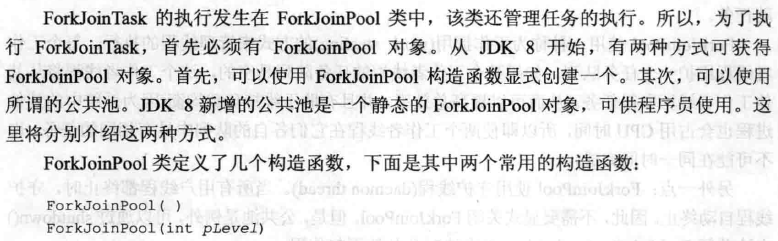 ForkJoinTask 的执行发生在 ForkJoinPool 类中，该类还管理任务的执行。所以，为了执
行 ForkJoinTask，首先必须有 ForkJoinPool 对象。从 JDK 8 开始，有两种方式可获得
ForkJoinPool 对象。首先，可以使用 ForkJoinPool 构造函数显式创建一个。其次，可以使用
所谓的公共池。JDK 8 新增的公共池是一个静态的 ForkJoinPool 对象，可供程序员使用。这
里将分别介绍这两种方式。
ForkJoinPool 类定义了几个构造函数，下面是其中两个常用的构造函数：
ForkJoinPool( )
ForkJoinPool(int pLevel)